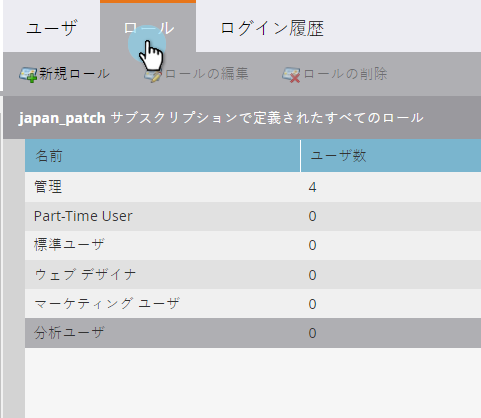 ユーザ ロール ログイン履歴
新規ロール ロールの編集 ロールの削除
japan_patch サブスクリプションで定義されたすべてのロール
名前 ユーザ数
管理 4
Part-Time User 0
標準ユーザ 0
ウェブ デザイナ 0
マーケティング ユーザ 0
分析ユーザ 0